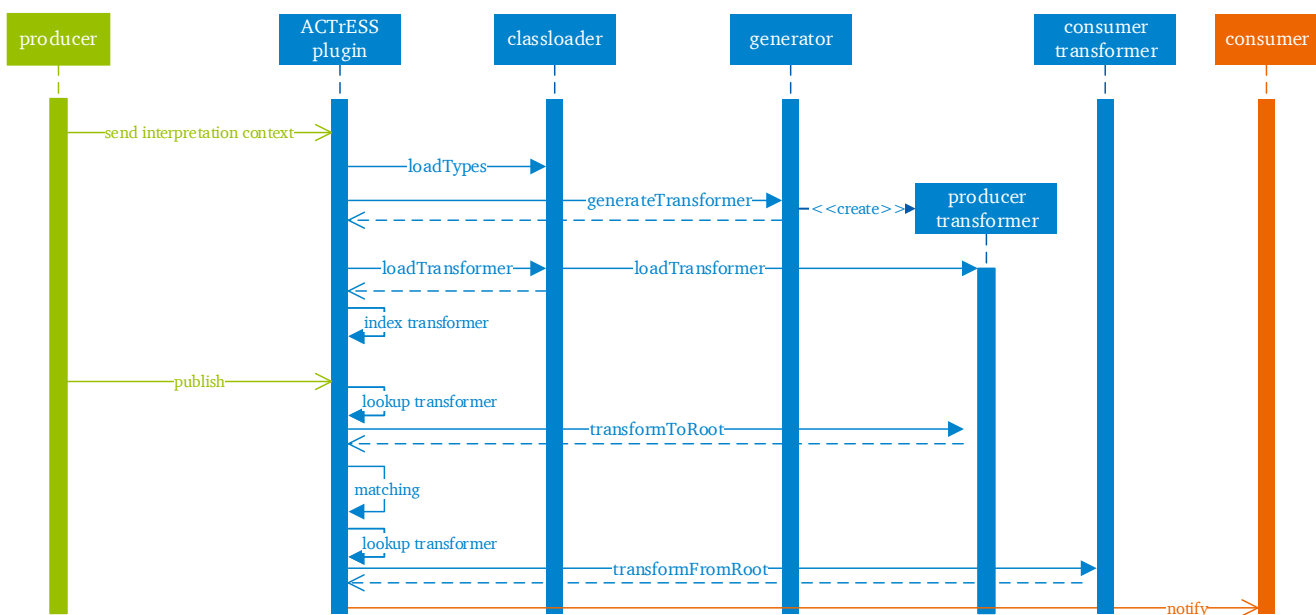 producer
ACTrESS
plugin
classloader
generator
consumer
transformer
consumer
send interpretation context
loadTypes
generateTransformer
<<create>>
producer
transformer
loadTransformer
loadTransformer
index transformer
publish
lookup transformer
transformToRoot
matching
lookup transformer
transformFromRoot
notify